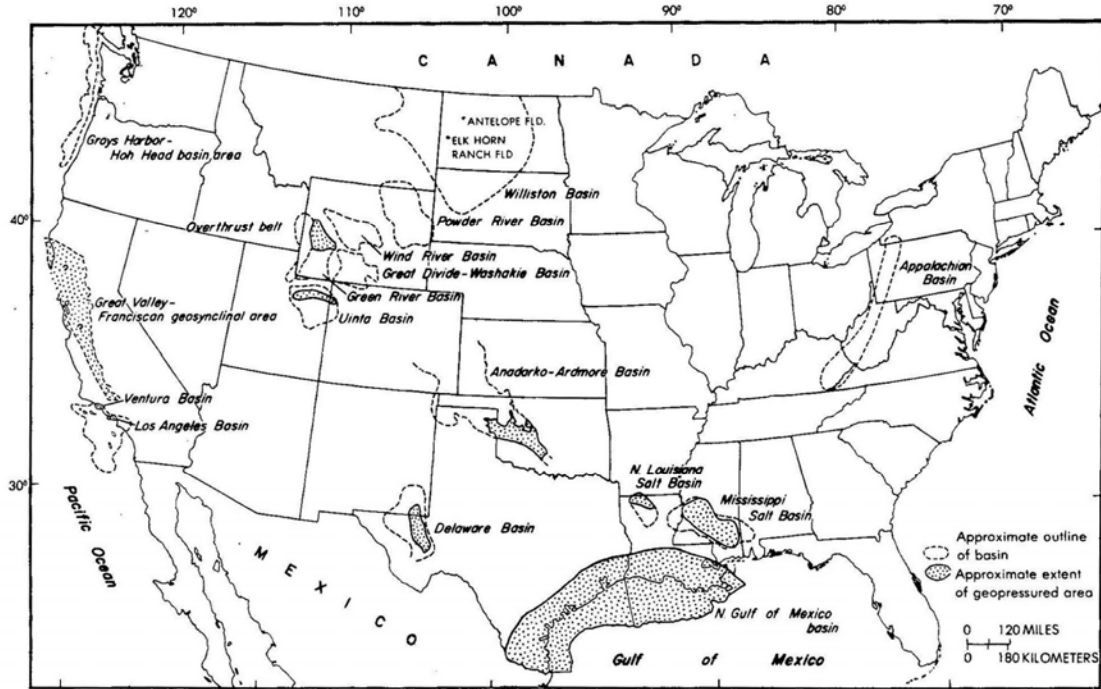 120°
110°
100°
90°
80°
70°
C A N A D A
*ANTELOPE FLD.
*ELK HORN
RANCH FLD
Grays Harbor-
Hoh Head basin area
Williston Basin
40°
Overthrust belt
Powder River Basin
Wind River Basin
Great Divide-Washakie Basin
Appalachian
Basin
Green River Basin
Great Valley-
Franciscan geosynclinal area
Uinta Basin
Anadarko-Ardmore Basin
Ventura Basin
Los Angeles Basin
Atlantic Ocean
30°
N. Louisiana
Salt Basin
Mississippi
Salt Basin
Pacific Ocean
Delaware Basin
M E X I C O
Approximate outline
of basin
Approximate extent
of geopressured area
N. Gulf of Mexico
basin
0 120 MILES
0 180 KILOMETERS
Gulf of Mexico